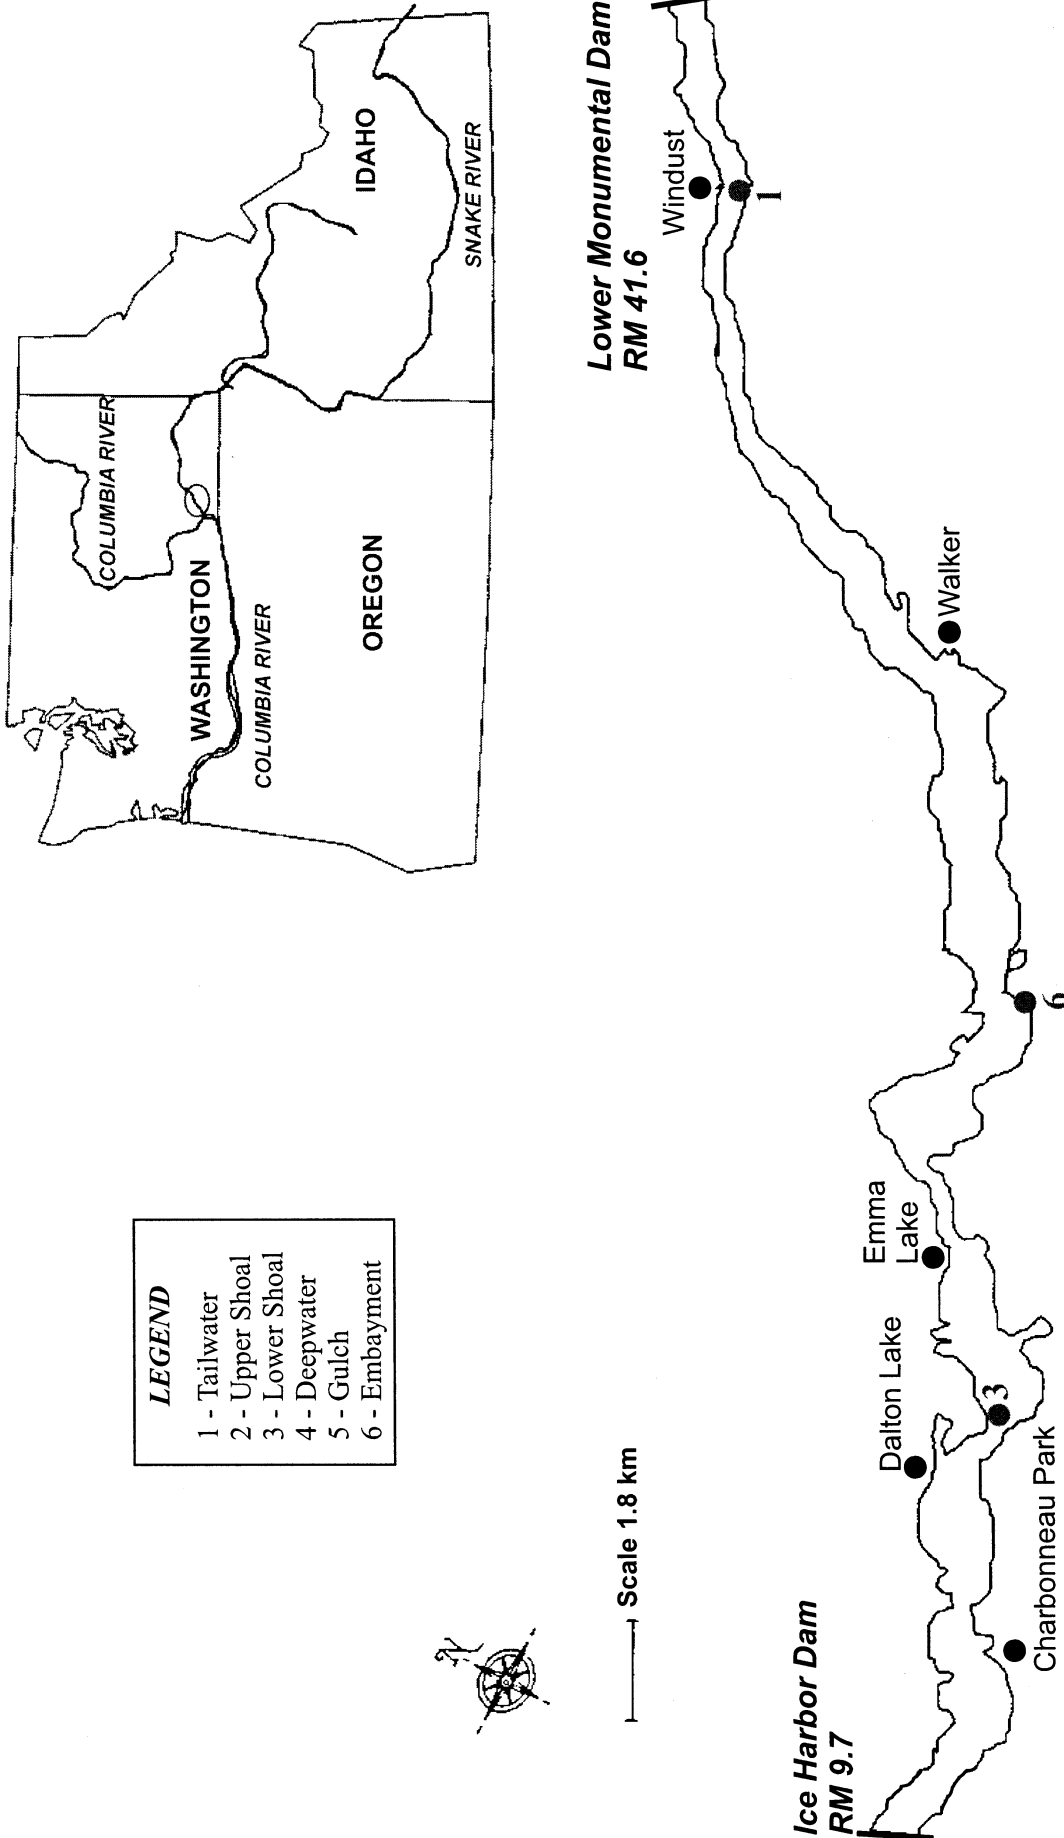 COLUMBIA RIVER
WASHINGTON
COLUMBIA RIVER
OREGON
IDAHO
SNAKE RIVER
LEGEND
1 - Tailwater
2 - Upper Shoal
3 - Lower Shoal
4 - Deepwater
5 - Gulch
6 - Embayment
N
Scale 1.8 km
Ice Harbor Dam
RM 9.7
Charbonneau Park
Dalton Lake
3
Emma
Lake
6
Walker
Lower Monumental Dam
RM 41.6
Windust
1